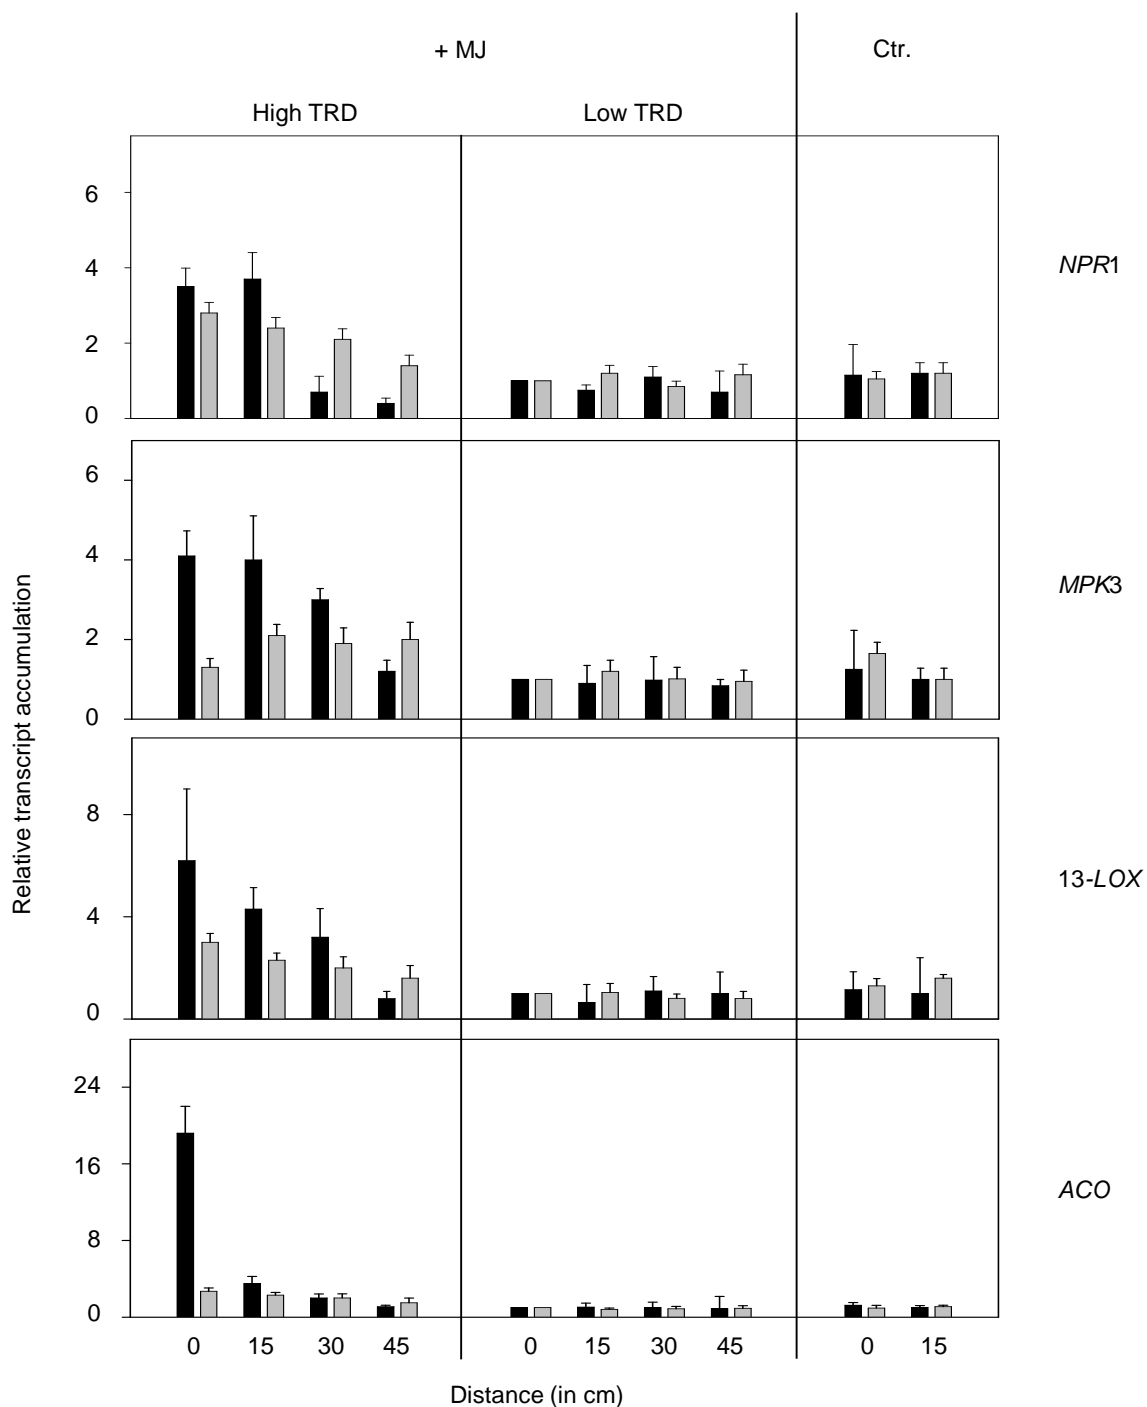 + MJ
Ctr.
High TRD
Low TRD
6
4
2
0
NPR1
6
4
2
0
MPK3
8
4
0
13-LOX
24
16
8
0
ACO
Relative transcript accumulation
0 15 30 45 0 15 30 45 0 15
Distance (in cm)